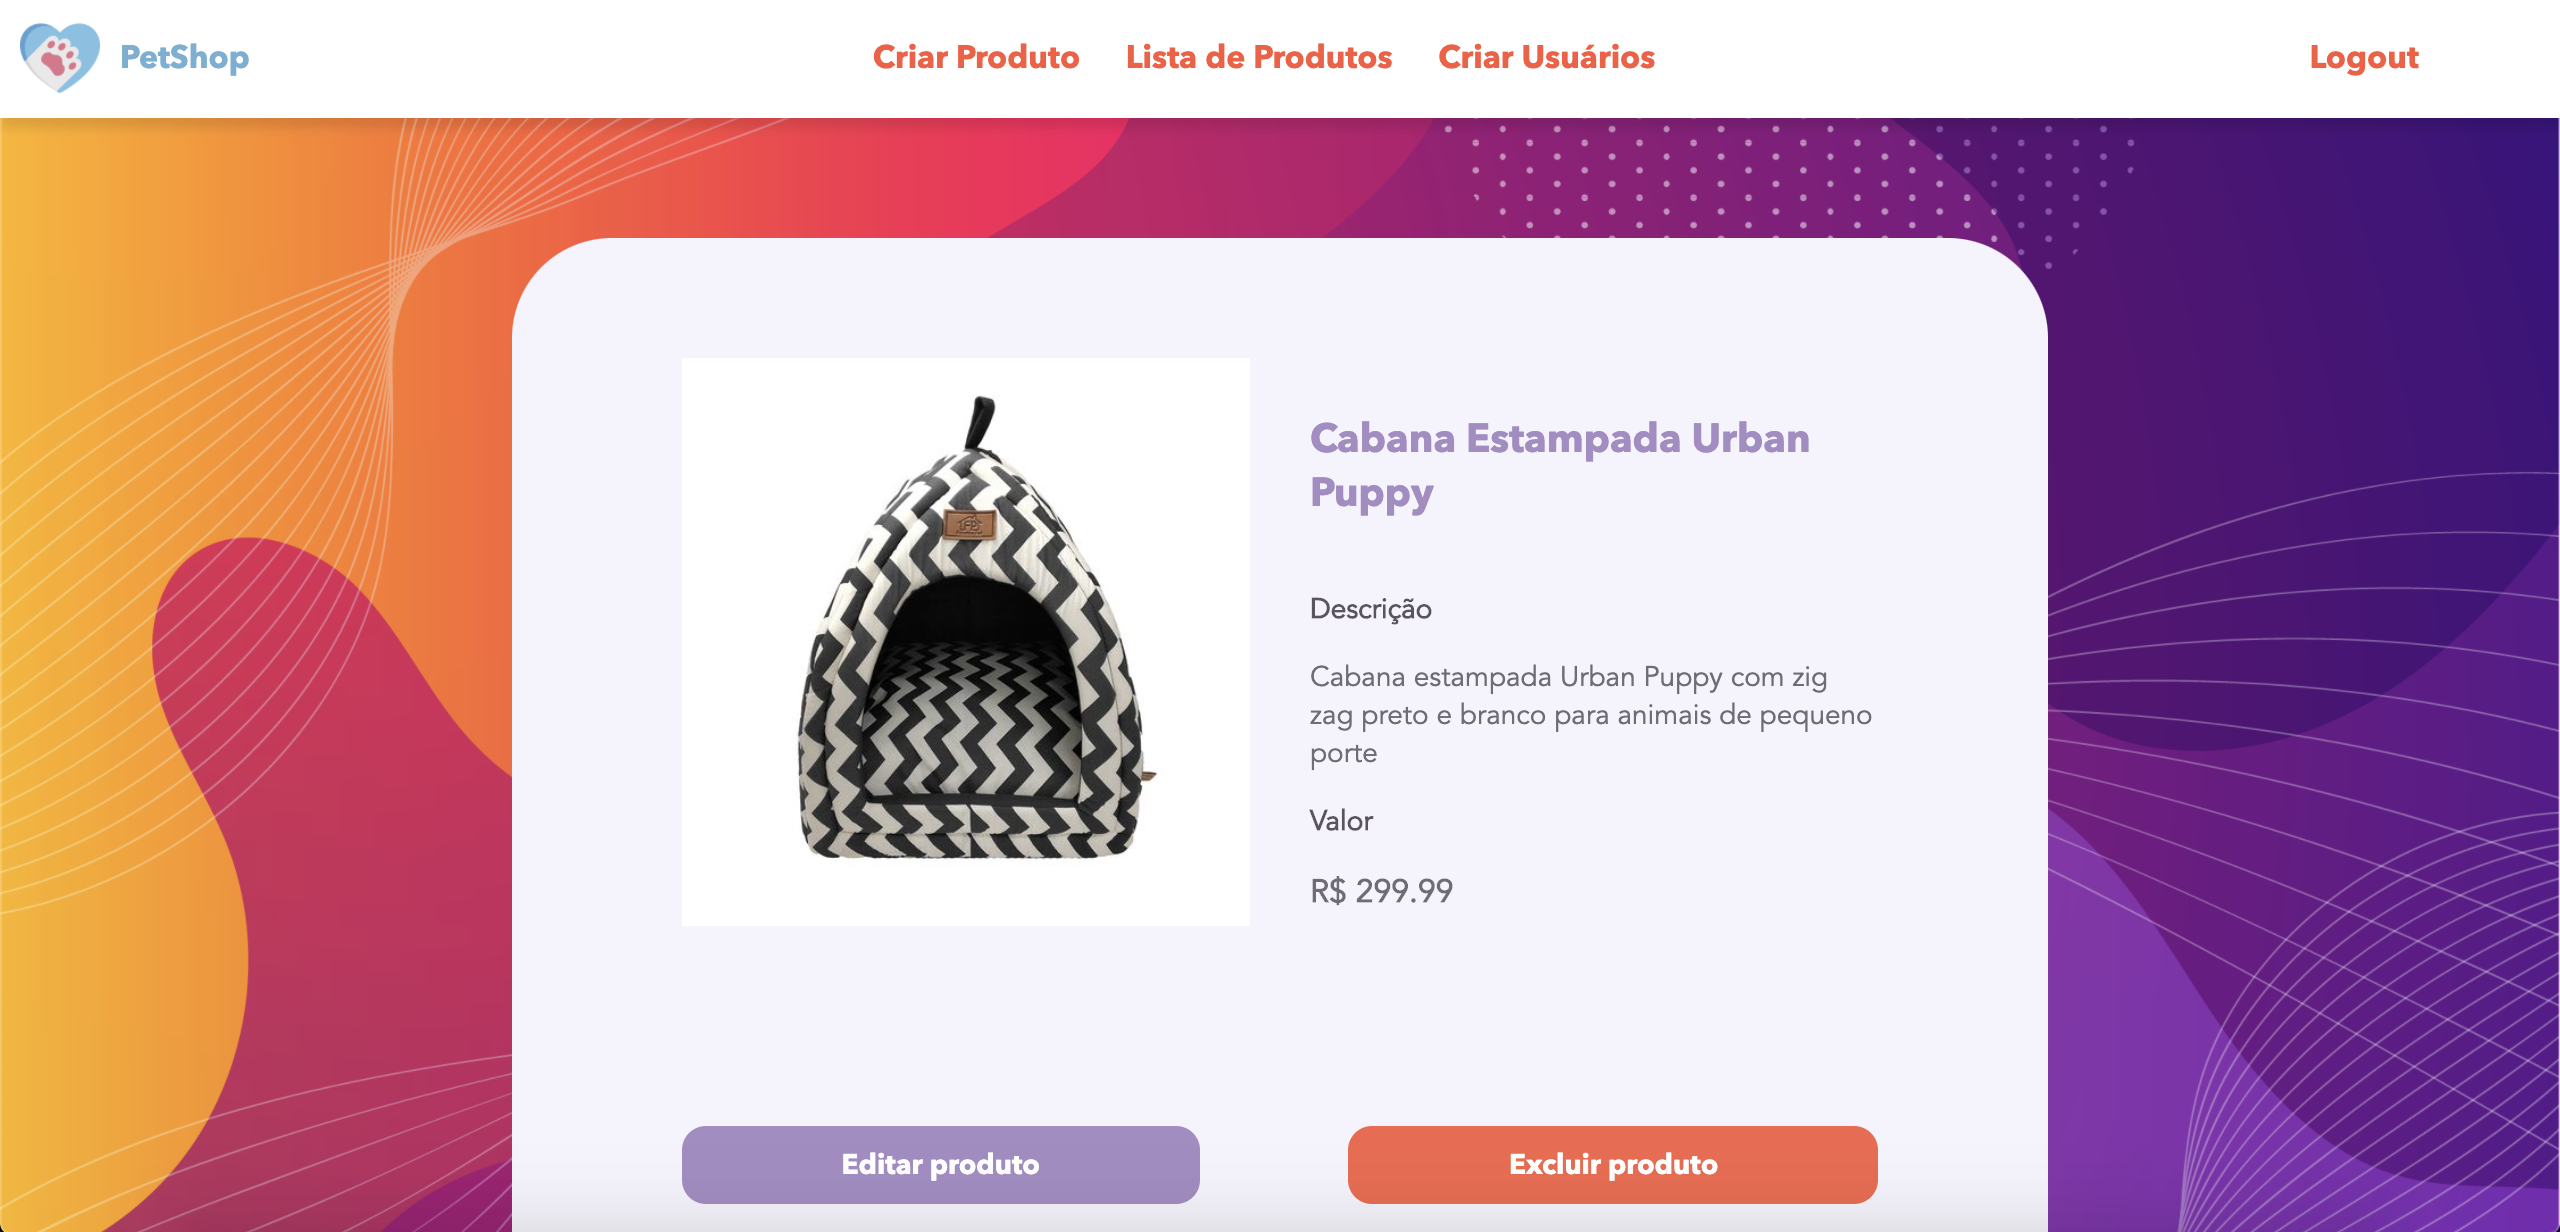 PetShop
Criar Produto
Lista de Produtos
Criar Usuários
Logout
Cabana Estampada Urban
Puppy
Descrição
Cabana estampada Urban Puppy com zig
zag preto e branco para animais de pequeno
porte
Valor
R$ 299.99
Editar produto
Excluir produto